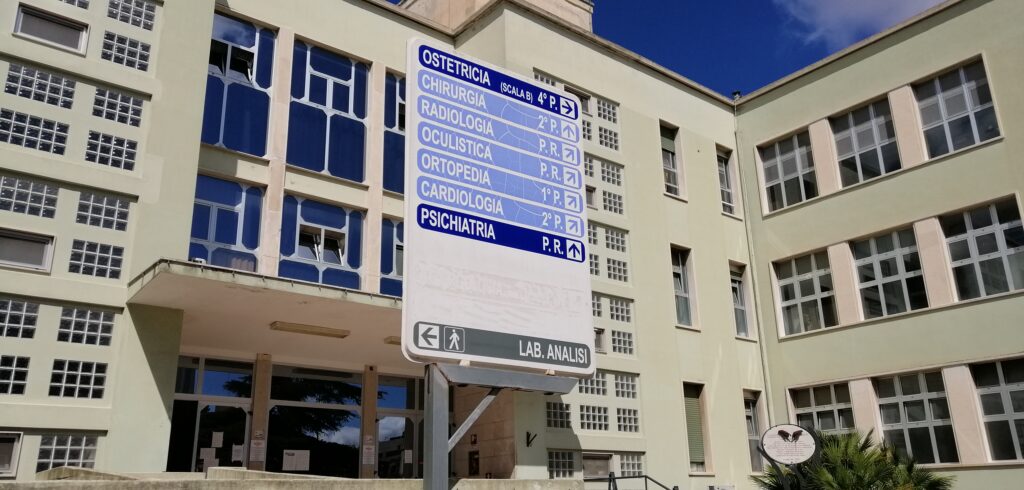 OSTETRICIA (SCALA B) 4° P.
CHIRURGIA 2° P.
RADIOLOGIA P. R.
OCULISTICA P. R.
ORTOPEDIA 1° P.
CARDIOLOGIA 2° P.
PSICHIATRIA P. R.
LAB. ANALISI